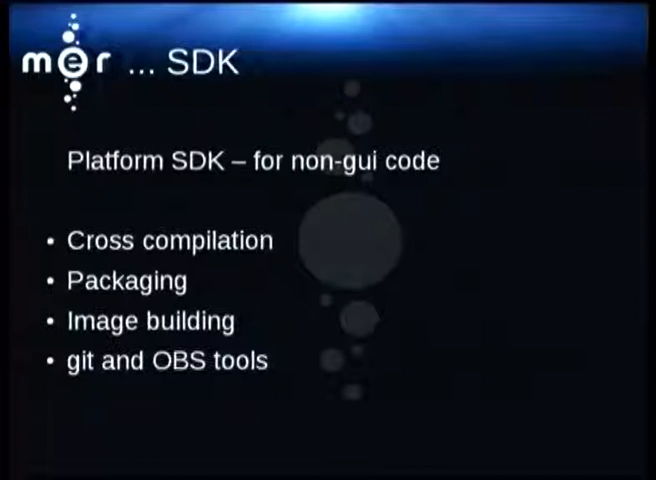 mer ... SDK
Platform SDK – for non-gui code
• Cross compilation
• Packaging
• Image building
• git and OBS tools